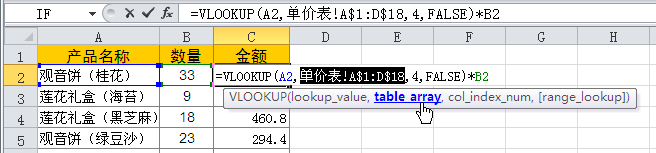 IF =VLOOKUP(A2,单价表!A$1:D$18,4,FALSE)*B2
A B C D E F G H
1 产品名称 数量 金额
2 观音饼（桂花） 33 =VLOOKUP(A2,单价表!A$1:D$18,4,FALSE)*B2
3 莲花礼盒（海苔） 9
VLOOKUP(lookup_value, table_array, col_index_num, [range_lookup])
4 莲花礼盒（黑芝麻） 18 460.8
5 观音饼（绿豆沙） 23 294.4